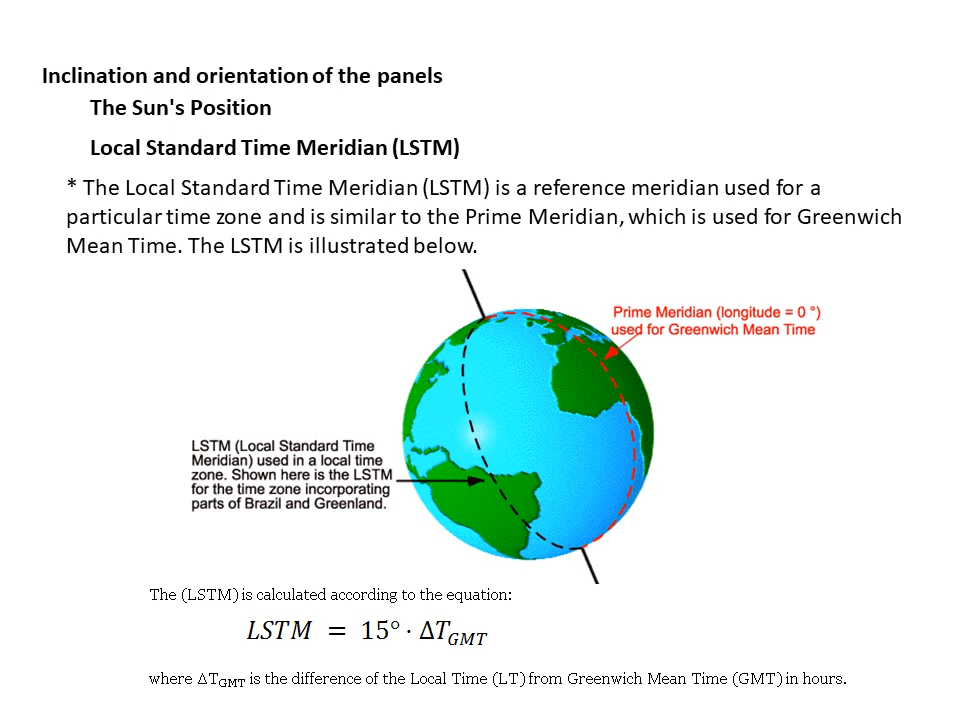 Inclination and orientation of the panels
The Sun's Position
Local Standard Time Meridian (LSTM)
* The Local Standard Time Meridian (LSTM) is a reference meridian used for a
particular time zone and is similar to the Prime Meridian, which is used for Greenwich
Mean Time. The LSTM is illustrated below.
Prime Meridian (longitude = 0 °)
used for Greenwich Mean Time
LSTM (Local Standard Time
Meridian) used in a local time
zone. Shown here is the LSTM
for the time zone incorporating
parts of Brazil and Greenland.
The (LSTM) is calculated according to the equation:
LSTM = 15° · ΔT_GMT
where ΔT_GMT is the difference of the Local Time (LT) from Greenwich Mean Time (GMT) in hours.